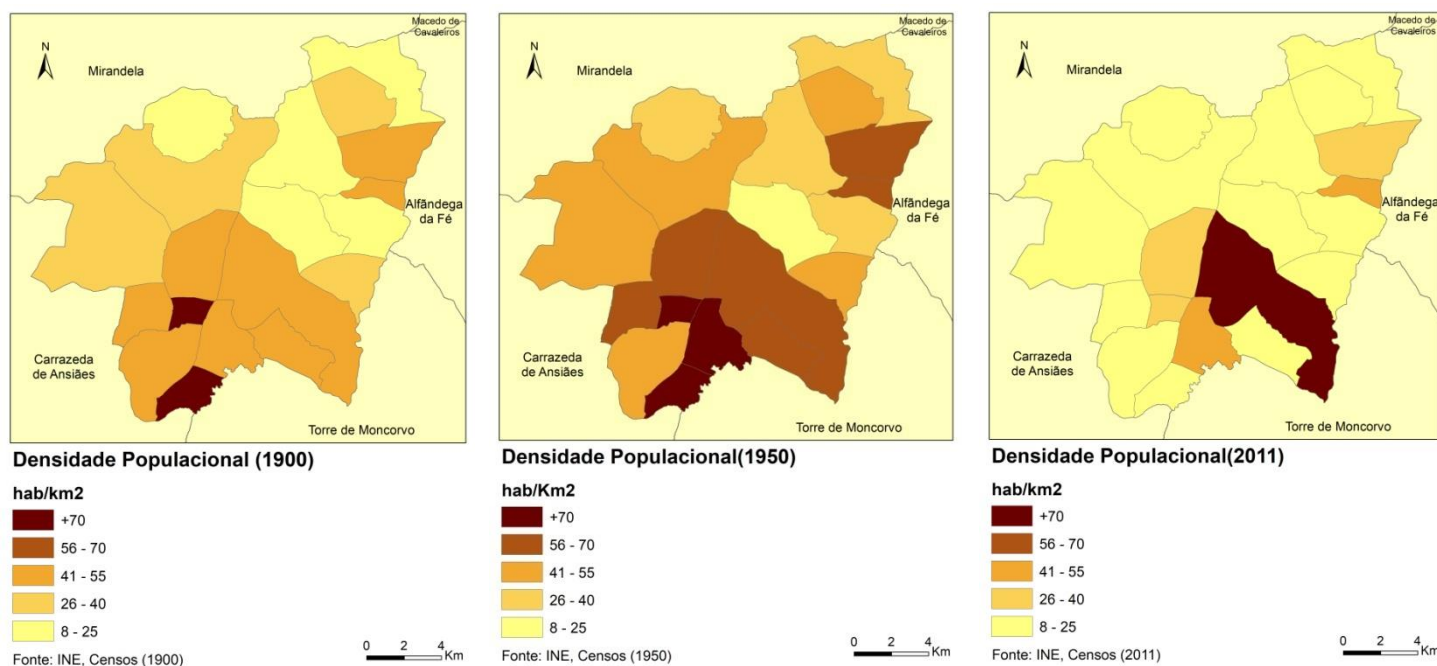 Macedo de
Cavaleiros
N
Mirandela
Alfândega
da Fé
Carrazeda
de Ansiães
Torre de Moncorvo
Densidade Populacional (1900)
hab/km2
+70
56 - 70
41 - 55
26 - 40
8 - 25
0 2 4
Km
Fonte: INE, Censos (1900)
Macedo de
Cavaleiros
N
Mirandela
Alfândega
da Fé
Carrazeda
de Ansiães
Torre de Moncorvo
Densidade Populacional(1950)
hab/Km2
+70
56 - 70
41 - 55
26 - 40
8 - 25
0 2 4
Km
Fonte: INE, Censos (1950)
Macedo de
Cavaleiros
N
Mirandela
Alfândega
da Fé
Carrazeda
de Ansiães
Torre de Moncorvo
Densidade Populacional(2011)
hab/km2
+70
56 - 70
41 - 55
26 - 40
8 - 25
0 2 4
Km
Fonte: INE, Censos (2011)